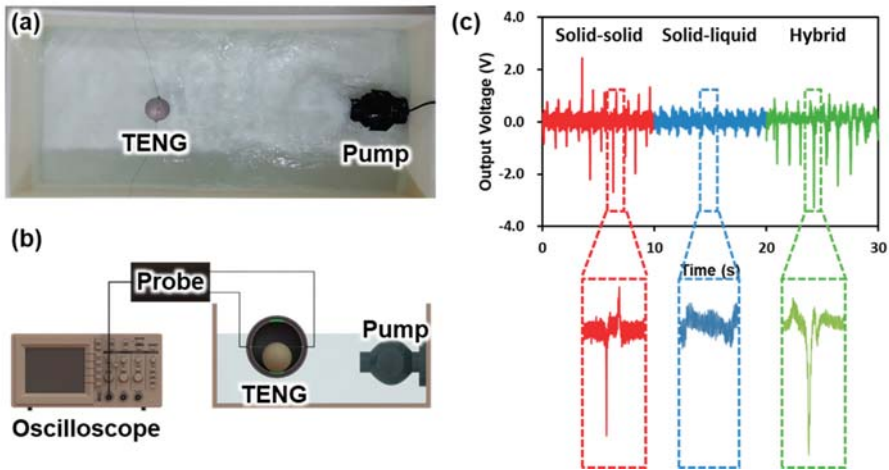 (a)
TENG
Pump
(b)
Probe
Pump
TENG
Oscilloscope
(c)
Solid-solid Solid-liquid Hybrid
Output Voltage (V)
4.0
2.0
0.0
-2.0
-4.0
0 10 20 30
Time (s)